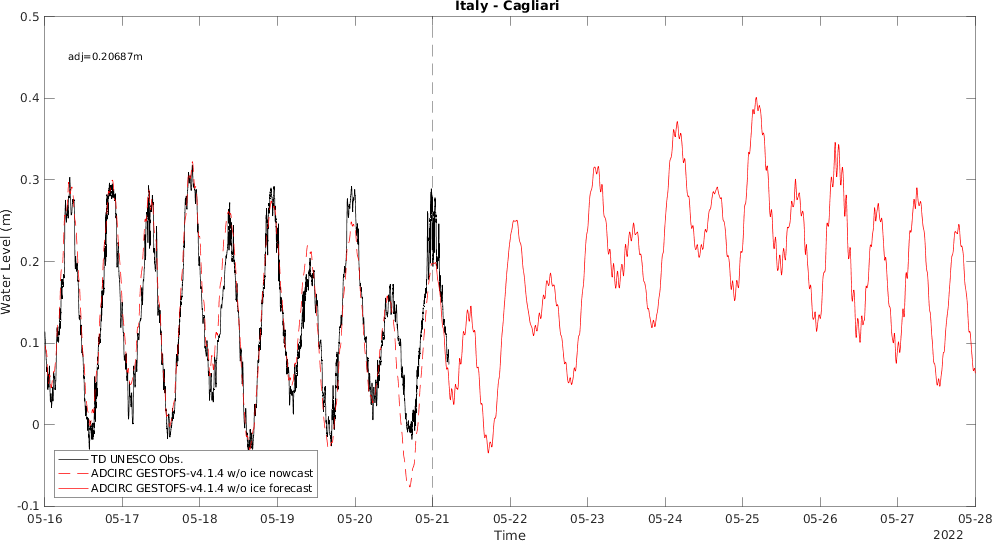 Italy - Cagliari
0.5
adj=0.20687m
0.4
0.3
0.2
0.1
0
-0.1
Water Level (m)
TD UNESCO Obs.
ADCIRC GESTOFS-v4.1.4 w/o ice nowcast
ADCIRC GESTOFS-v4.1.4 w/o ice forecast
05-16 05-17 05-18 05-19 05-20 05-21 05-22 05-23 05-24 05-25 05-26 05-27 05-28
Time
2022